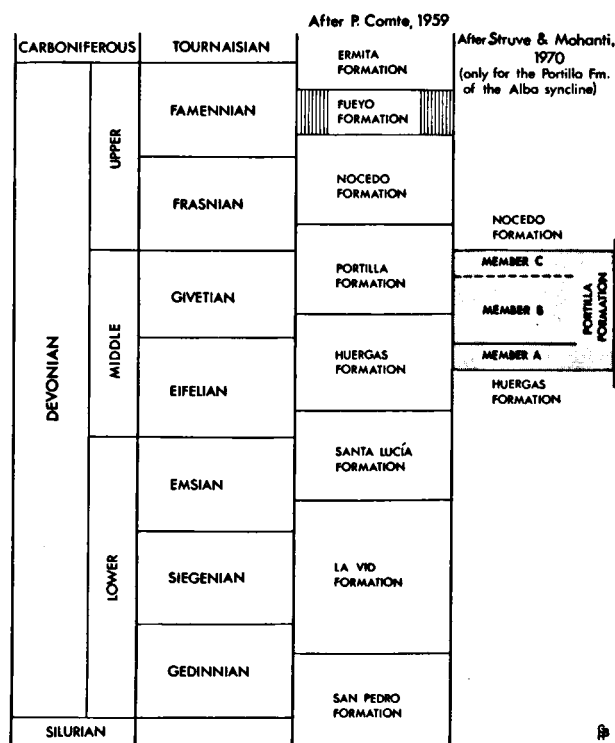 After P. Comte, 1959
After Struve & Mohanti,
1970
(only for the Portilla Fm.
of the Alba syncline)
CARBONIFEROUS
TOURNAISIAN
ERMITA
FORMATION
DEVONIAN
UPPER
FAMENNIAN
FUEYO
FORMATION
FRASNIAN
NOCEDO
FORMATION
NOCEDO
FORMATION
MIDDLE
GIVETIAN
PORTILLA
FORMATION
MEMBER C
MEMBER B
MEMBER A
PORTILLA
FORMATION
EIFELIAN
HUERGAS
FORMATION
HUERGAS
FORMATION
LOWER
EMSIAN
SANTA LUCÍA
FORMATION
SIEGENIAN
LA VID
FORMATION
GEDINNIAN
SAN PEDRO
FORMATION
SILURIAN